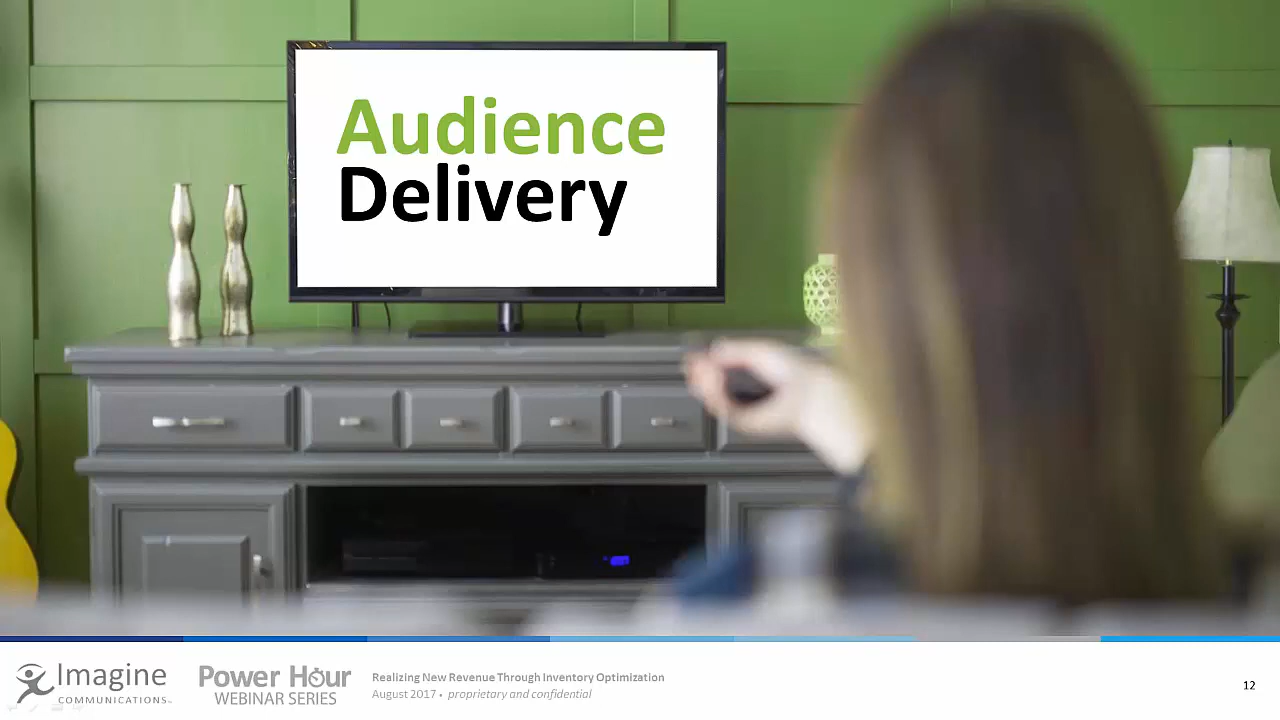 Audience
Delivery
Imagine
COMMUNICATIONS™
Power Hour
WEBINAR SERIES
Realizing New Revenue Through Inventory Optimization
August 2017 • proprietary and confidential
12